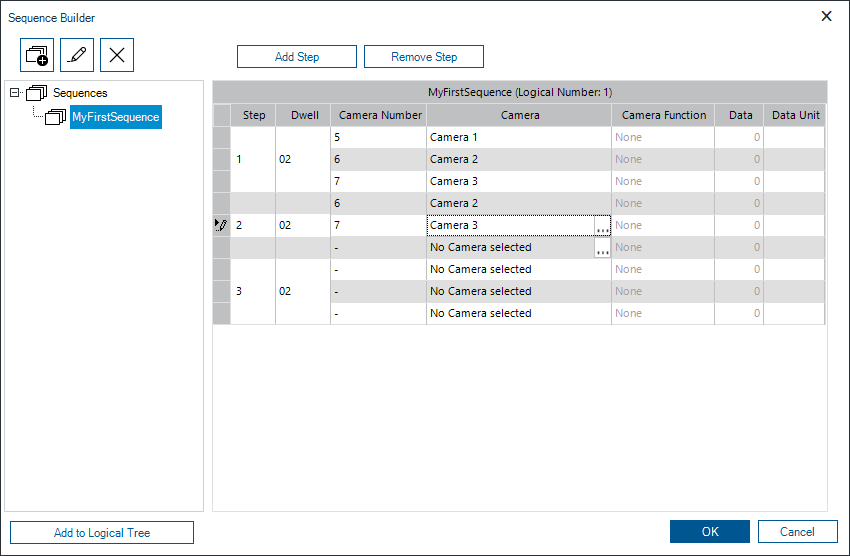 Sequence Builder
Add Step Remove Step
Sequences
MyFirstSequence
MyFirstSequence (Logical Number: 1)
Step Dwell Camera Number Camera Camera Function Data Data Unit
5 Camera 1 None 0
1 02 6 Camera 2 None 0
7 Camera 3 None 0
6 Camera 2 None 0
2 02 7 Camera 3 ... None 0
- No Camera selected ... None 0
- No Camera selected None 0
3 02 - No Camera selected None 0
- No Camera selected None 0
Add to Logical Tree OK Cancel